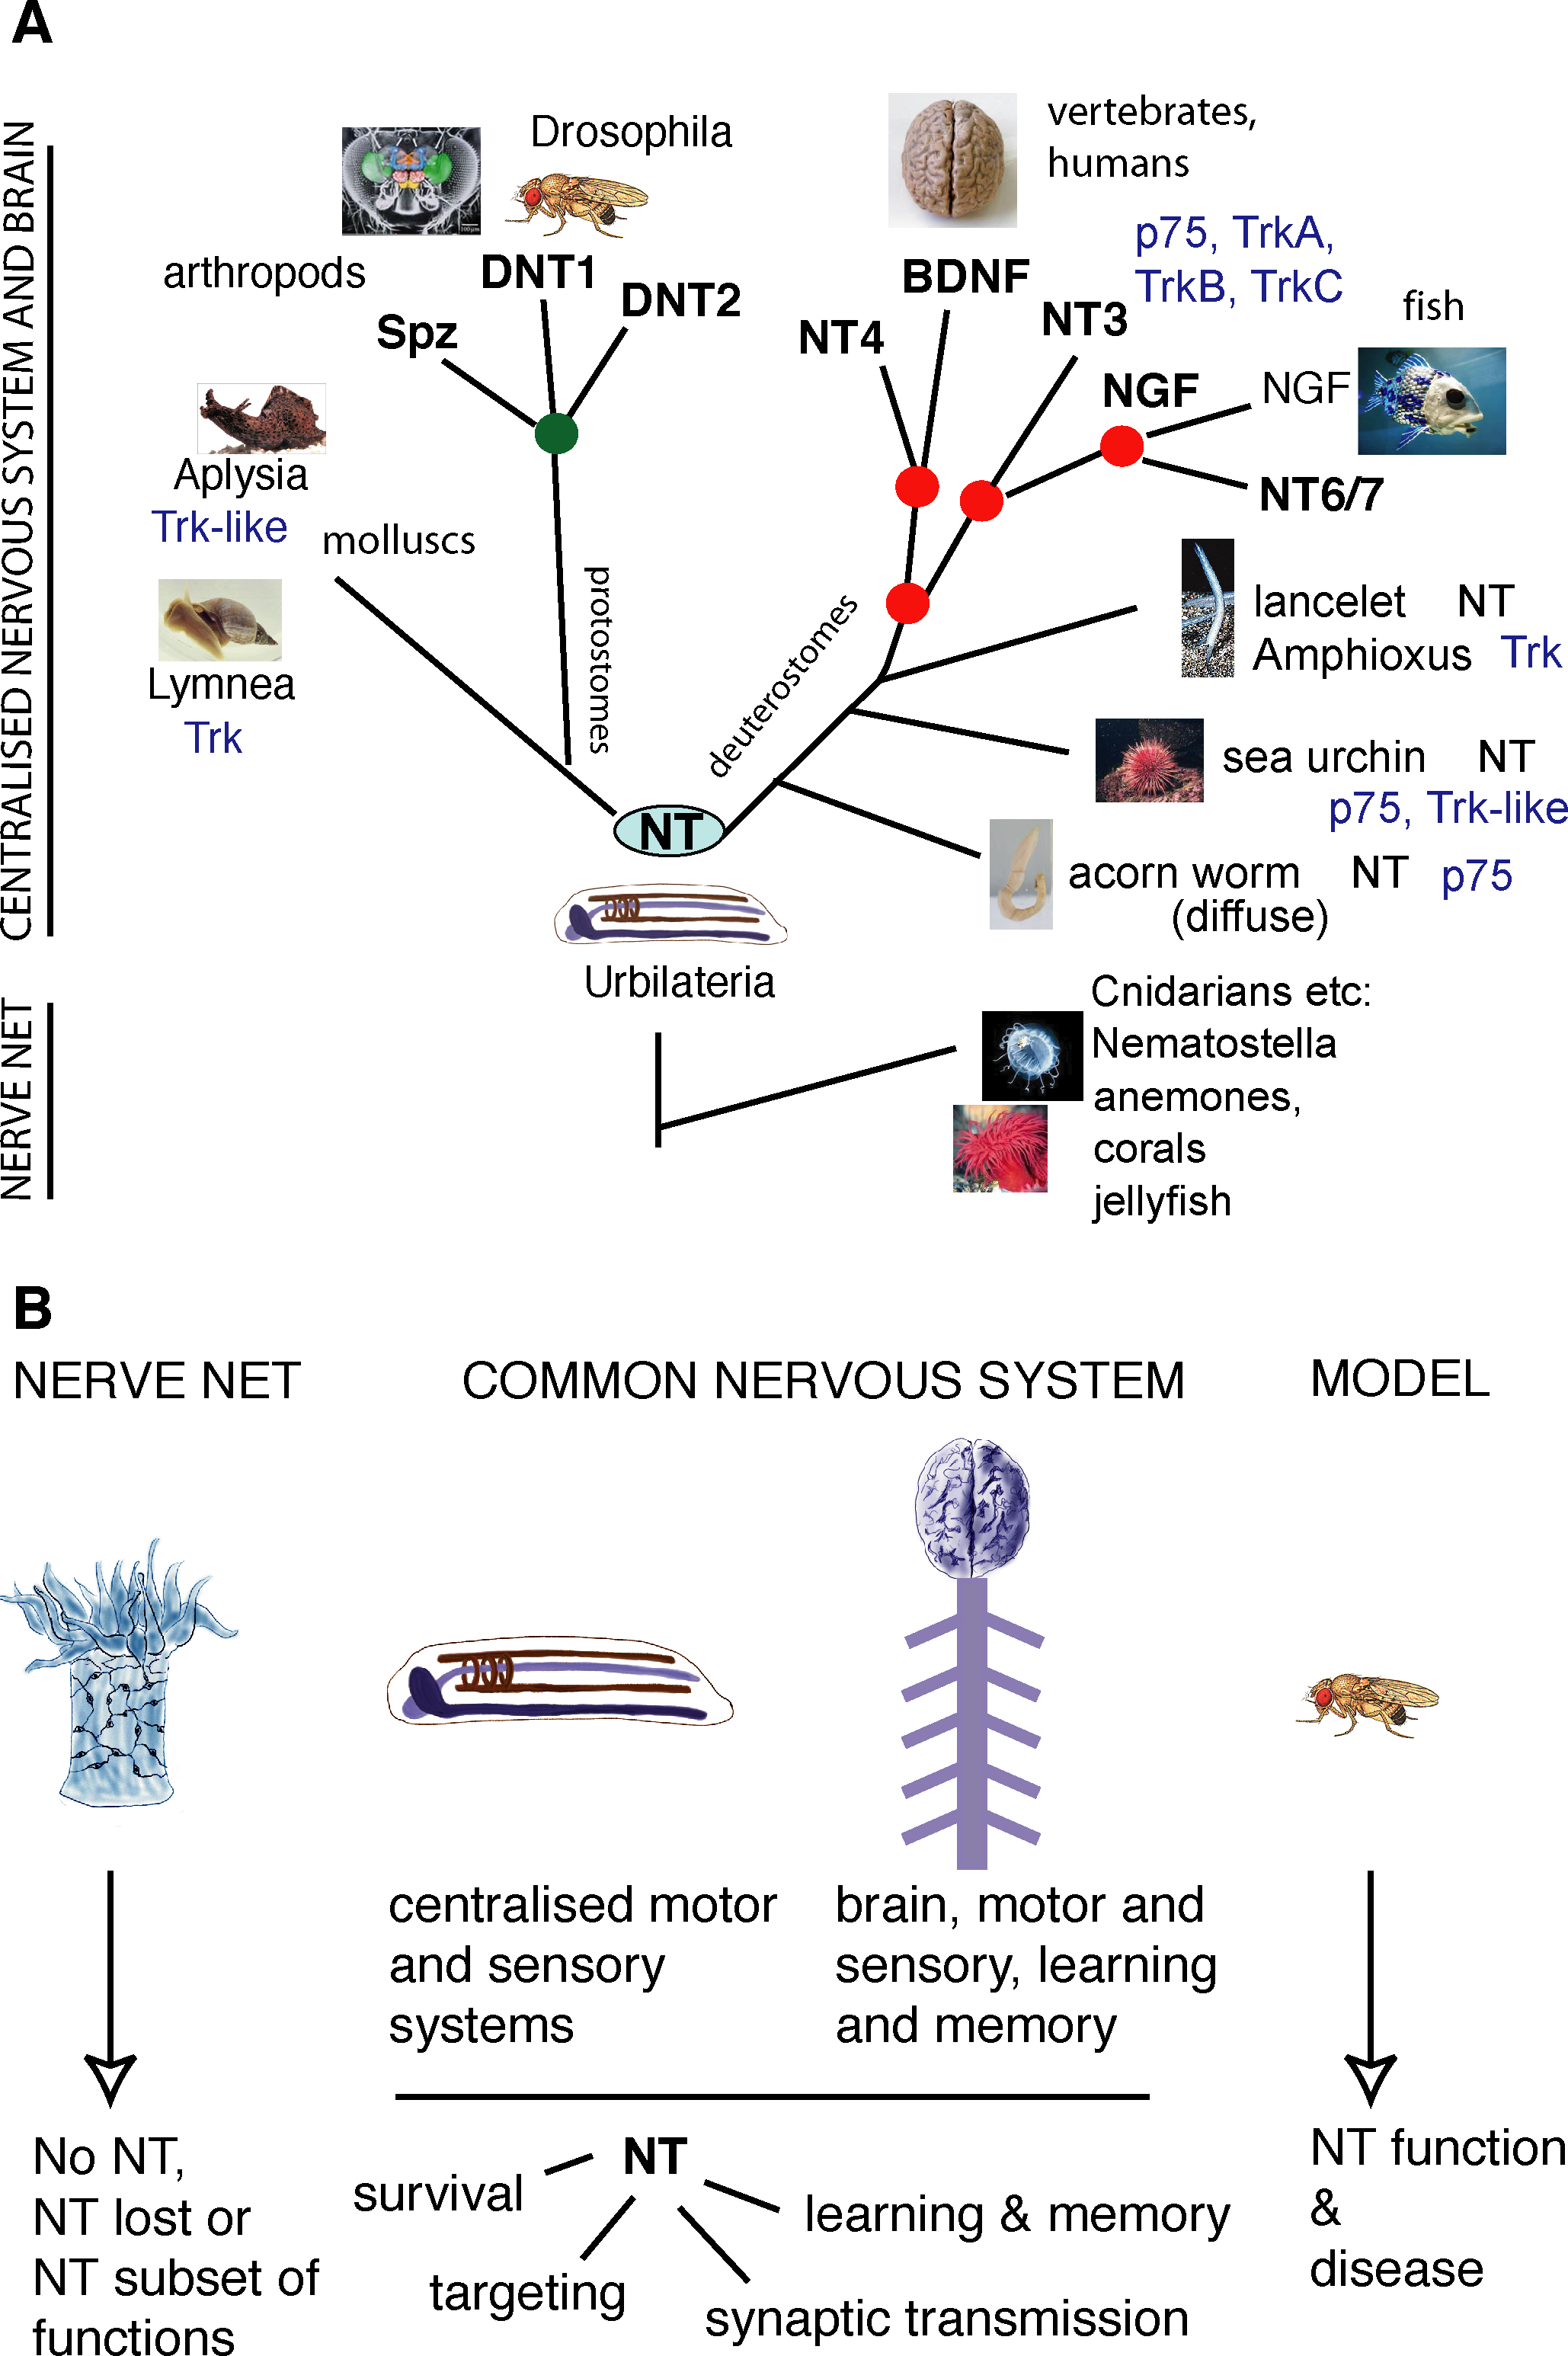 A
CENTRALISED NERVOUS SYSTEM AND BRAIN
NERVE NET
Drosophila
arthropods
DNT1
DNT2
Spz
Aplysia
Trk-like
molluscs
Lymnea
Trk
protostomes
deuterostomes
vertebrates,
humans
p75, TrkA,
TrkB, TrkC
BDNF
NT4
NT3
fish
NGF
NGF
NT6/7
lancelet NT
Amphioxus Trk
sea urchin NT
p75, Trk-like
acorn worm NT p75
(diffuse)
NT
Urbilateria
Cnidarians etc:
Nematostella
anemones,
corals
jellyfish
B
NERVE NET
COMMON NERVOUS SYSTEM
MODEL
centralised motor
and sensory
systems
brain, motor and
sensory, learning
and memory
No NT,
NT lost or
NT subset of
functions
NT
survival
targeting
learning & memory
synaptic transmission
NT function
&
disease